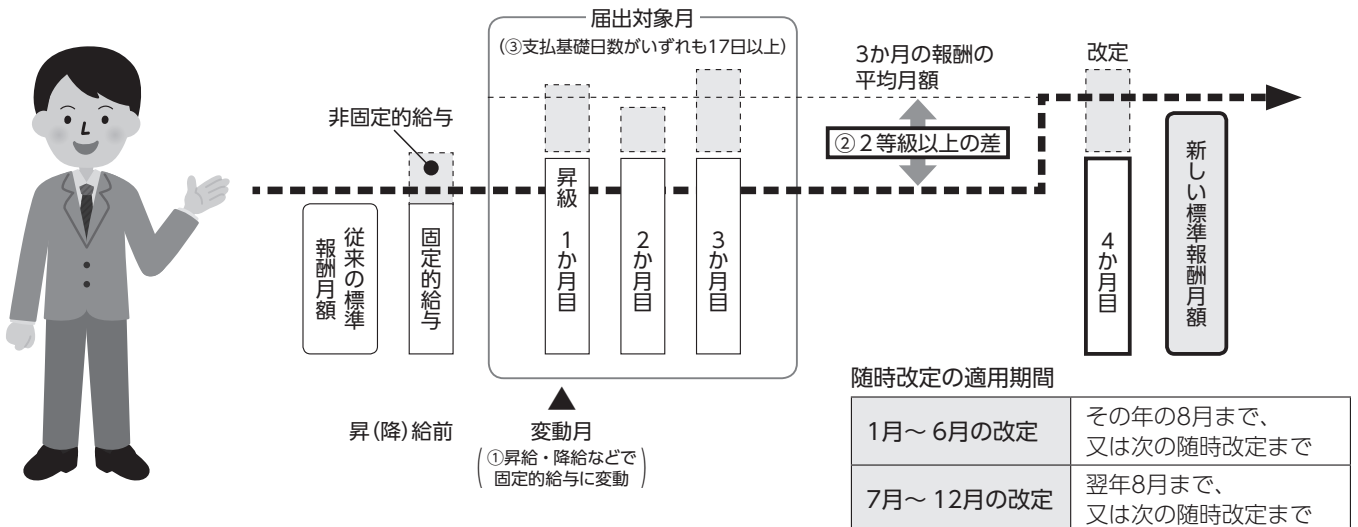 届出対象月
(③支払基礎日数がいずれも17日以上)
3か月の報酬の
平均月額
改定
非固定的給与
②2等級以上の差
従来の標準
報酬月額
固定的給与
昇級 1か月目
2か月目
3か月目
4か月目
新しい標準報酬月額
昇(降)給前
変動月
(①昇給・降給などで
固定的給与に変動)
随時改定の適用期間
1月～6月の改定
その年の8月まで、
又は次の随時改定まで
7月～12月の改定
翌年8月まで、
又は次の随時改定まで